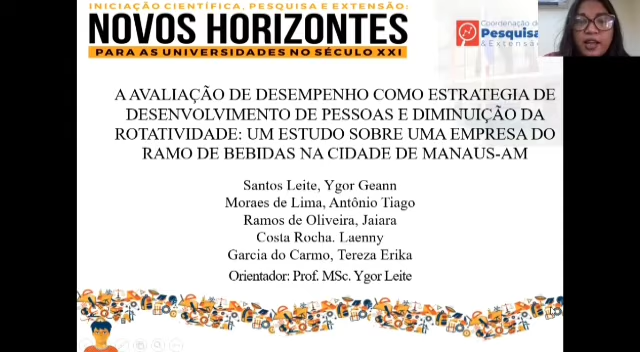 INICIAÇÃO CIENTÍFICA, PESQUISA E EXTENSÃO:
NOVOS HORIZONTES
PARA AS UNIVERSIDADES NO SÉCULO XXI
Coordenação de
Pesquisa
& Extensão
A AVALIAÇÃO DE DESEMPENHO COMO ESTRATEGIA DE
DESENVOLVIMENTO DE PESSOAS E DIMINUIÇÃO DA
ROTATIVIDADE: UM ESTUDO SOBRE UMA EMPRESA DO
RAMO DE BEBIDAS NA CIDADE DE MANAUS-AM
Santos Leite, Ygor Geann
Moraes de Lima, Antônio Tiago
Ramos de Oliveira, Jaiara
Costa Rocha. Laenny
Garcia do Carmo, Tereza Erika
Orientador: Prof. MSc. Ygor Leite